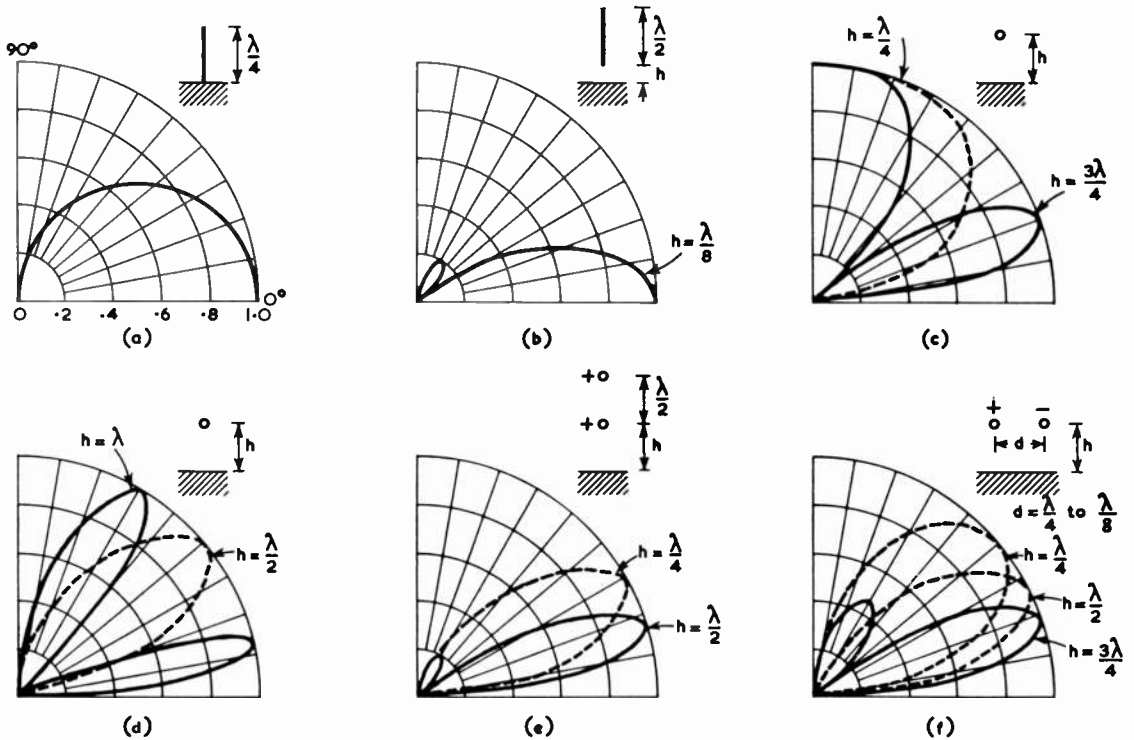 90°
λ/4
0 .2 .4 .6 .8 1.0
0°
(a)
λ/2
h
h = λ/8
(b)
h = λ/4
h
h = 3λ/4
(c)
h = λ
h
h = λ/2
(d)
+ λ/2
+ h
h = λ/4
h = λ/2
(e)
+ −
d
h
d = λ/4 to λ/8
h = λ/4
h = λ/2
h = 3λ/4
(f)